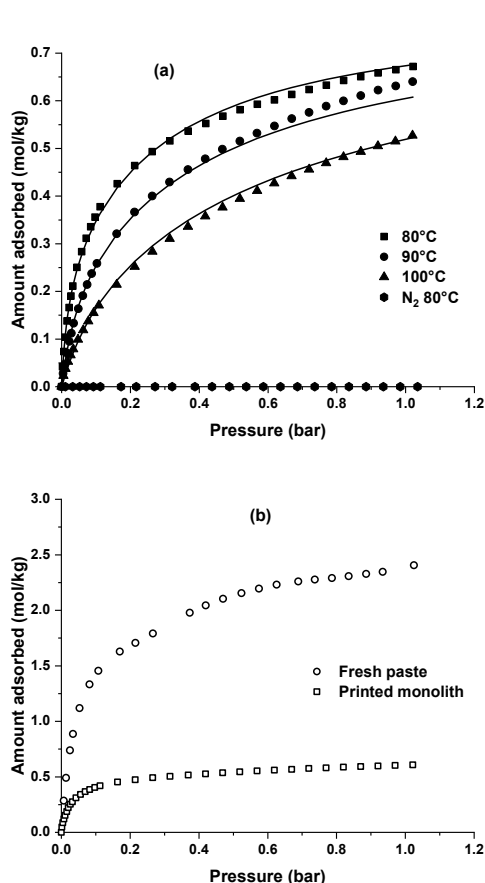 (a)
0.7
0.6
0.5
0.4
0.3
0.2
0.1
0.0
Amount adsorbed (mol/kg)
80°C
90°C
100°C
N₂ 80°C
0.0 0.2 0.4 0.6 0.8 1.0 1.2
Pressure (bar)
(b)
3.0
2.5
2.0
1.5
1.0
0.5
0.0
Amount adsorbed (mol/kg)
Fresh paste
Printed monolith
0.0 0.2 0.4 0.6 0.8 1.0 1.2
Pressure (bar)